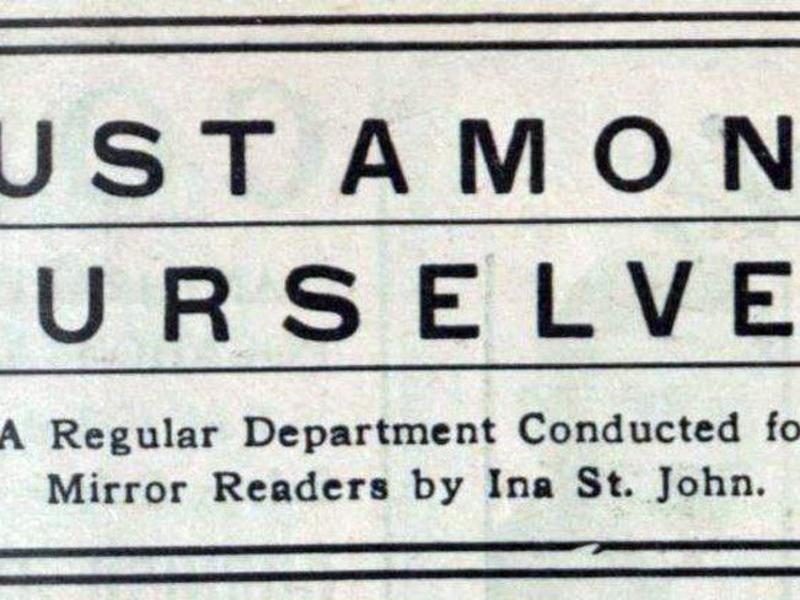 UST AMON
URSELVE
A Regular Department Conducted fo
Mirror Readers by Ina St. John.